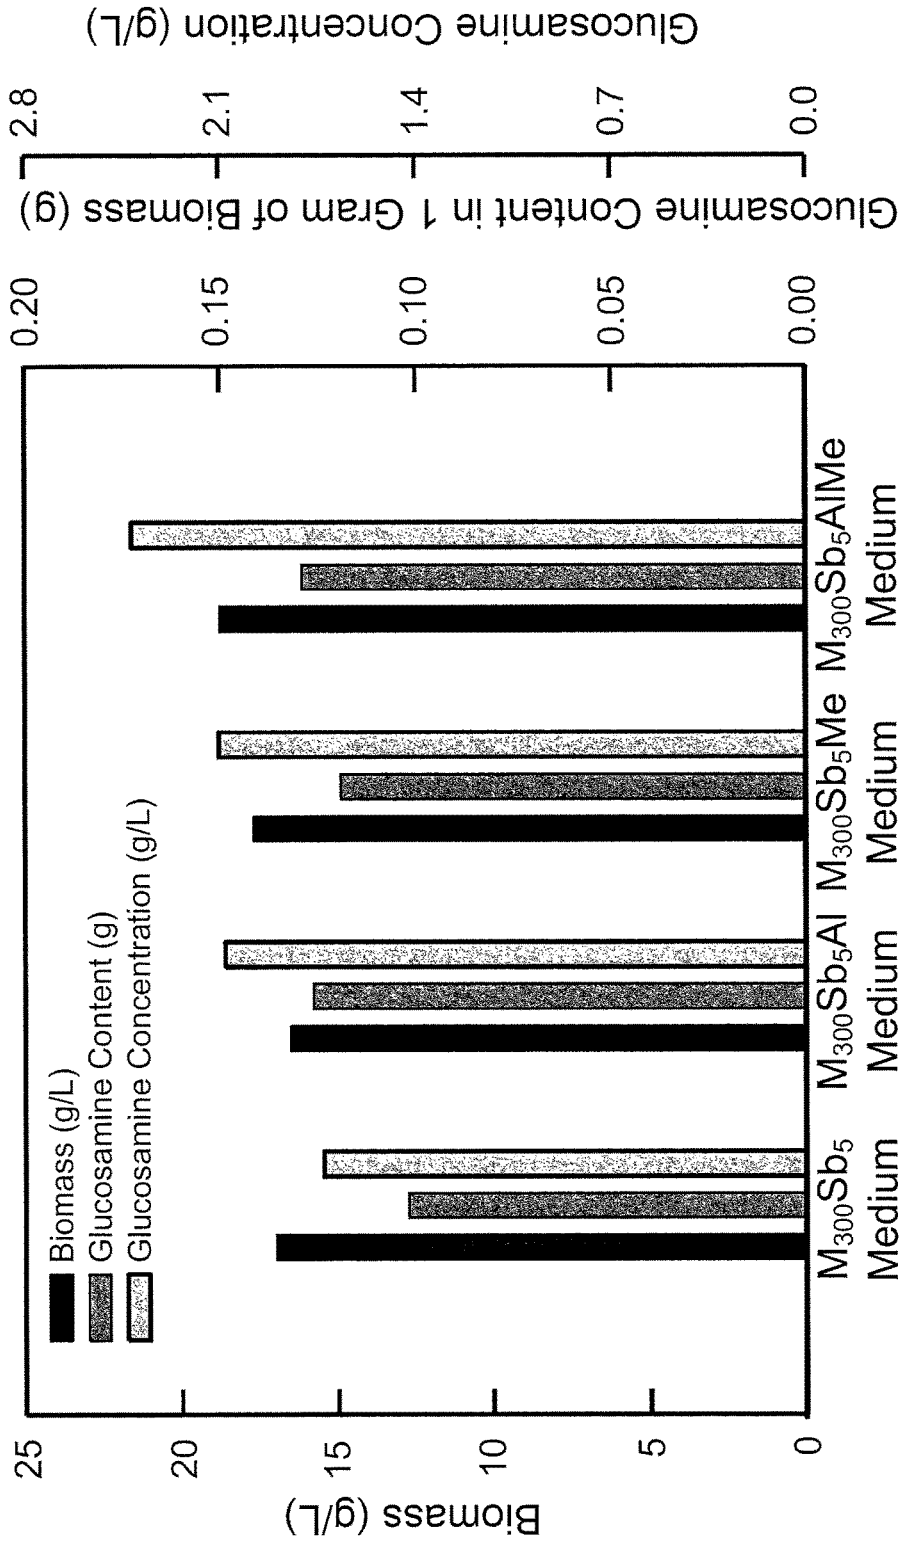 Biomass (g/L)
Glucosamine Content (g)
Glucosamine Concentration (g/L)
Biomass (g/L)
25
20
15
10
5
0
0.20
0.15
0.10
0.05
0.00
Glucosamine Content in 1 Gram of Biomass (g)
2.8
2.1
1.4
0.7
0.0
Glucosamine Concentration (g/L)
M₃₀₀Sb₅
Medium
M₃₀₀Sb₅Al
Medium
M₃₀₀Sb₅Me
Medium
M₃₀₀Sb₅AlMe
Medium